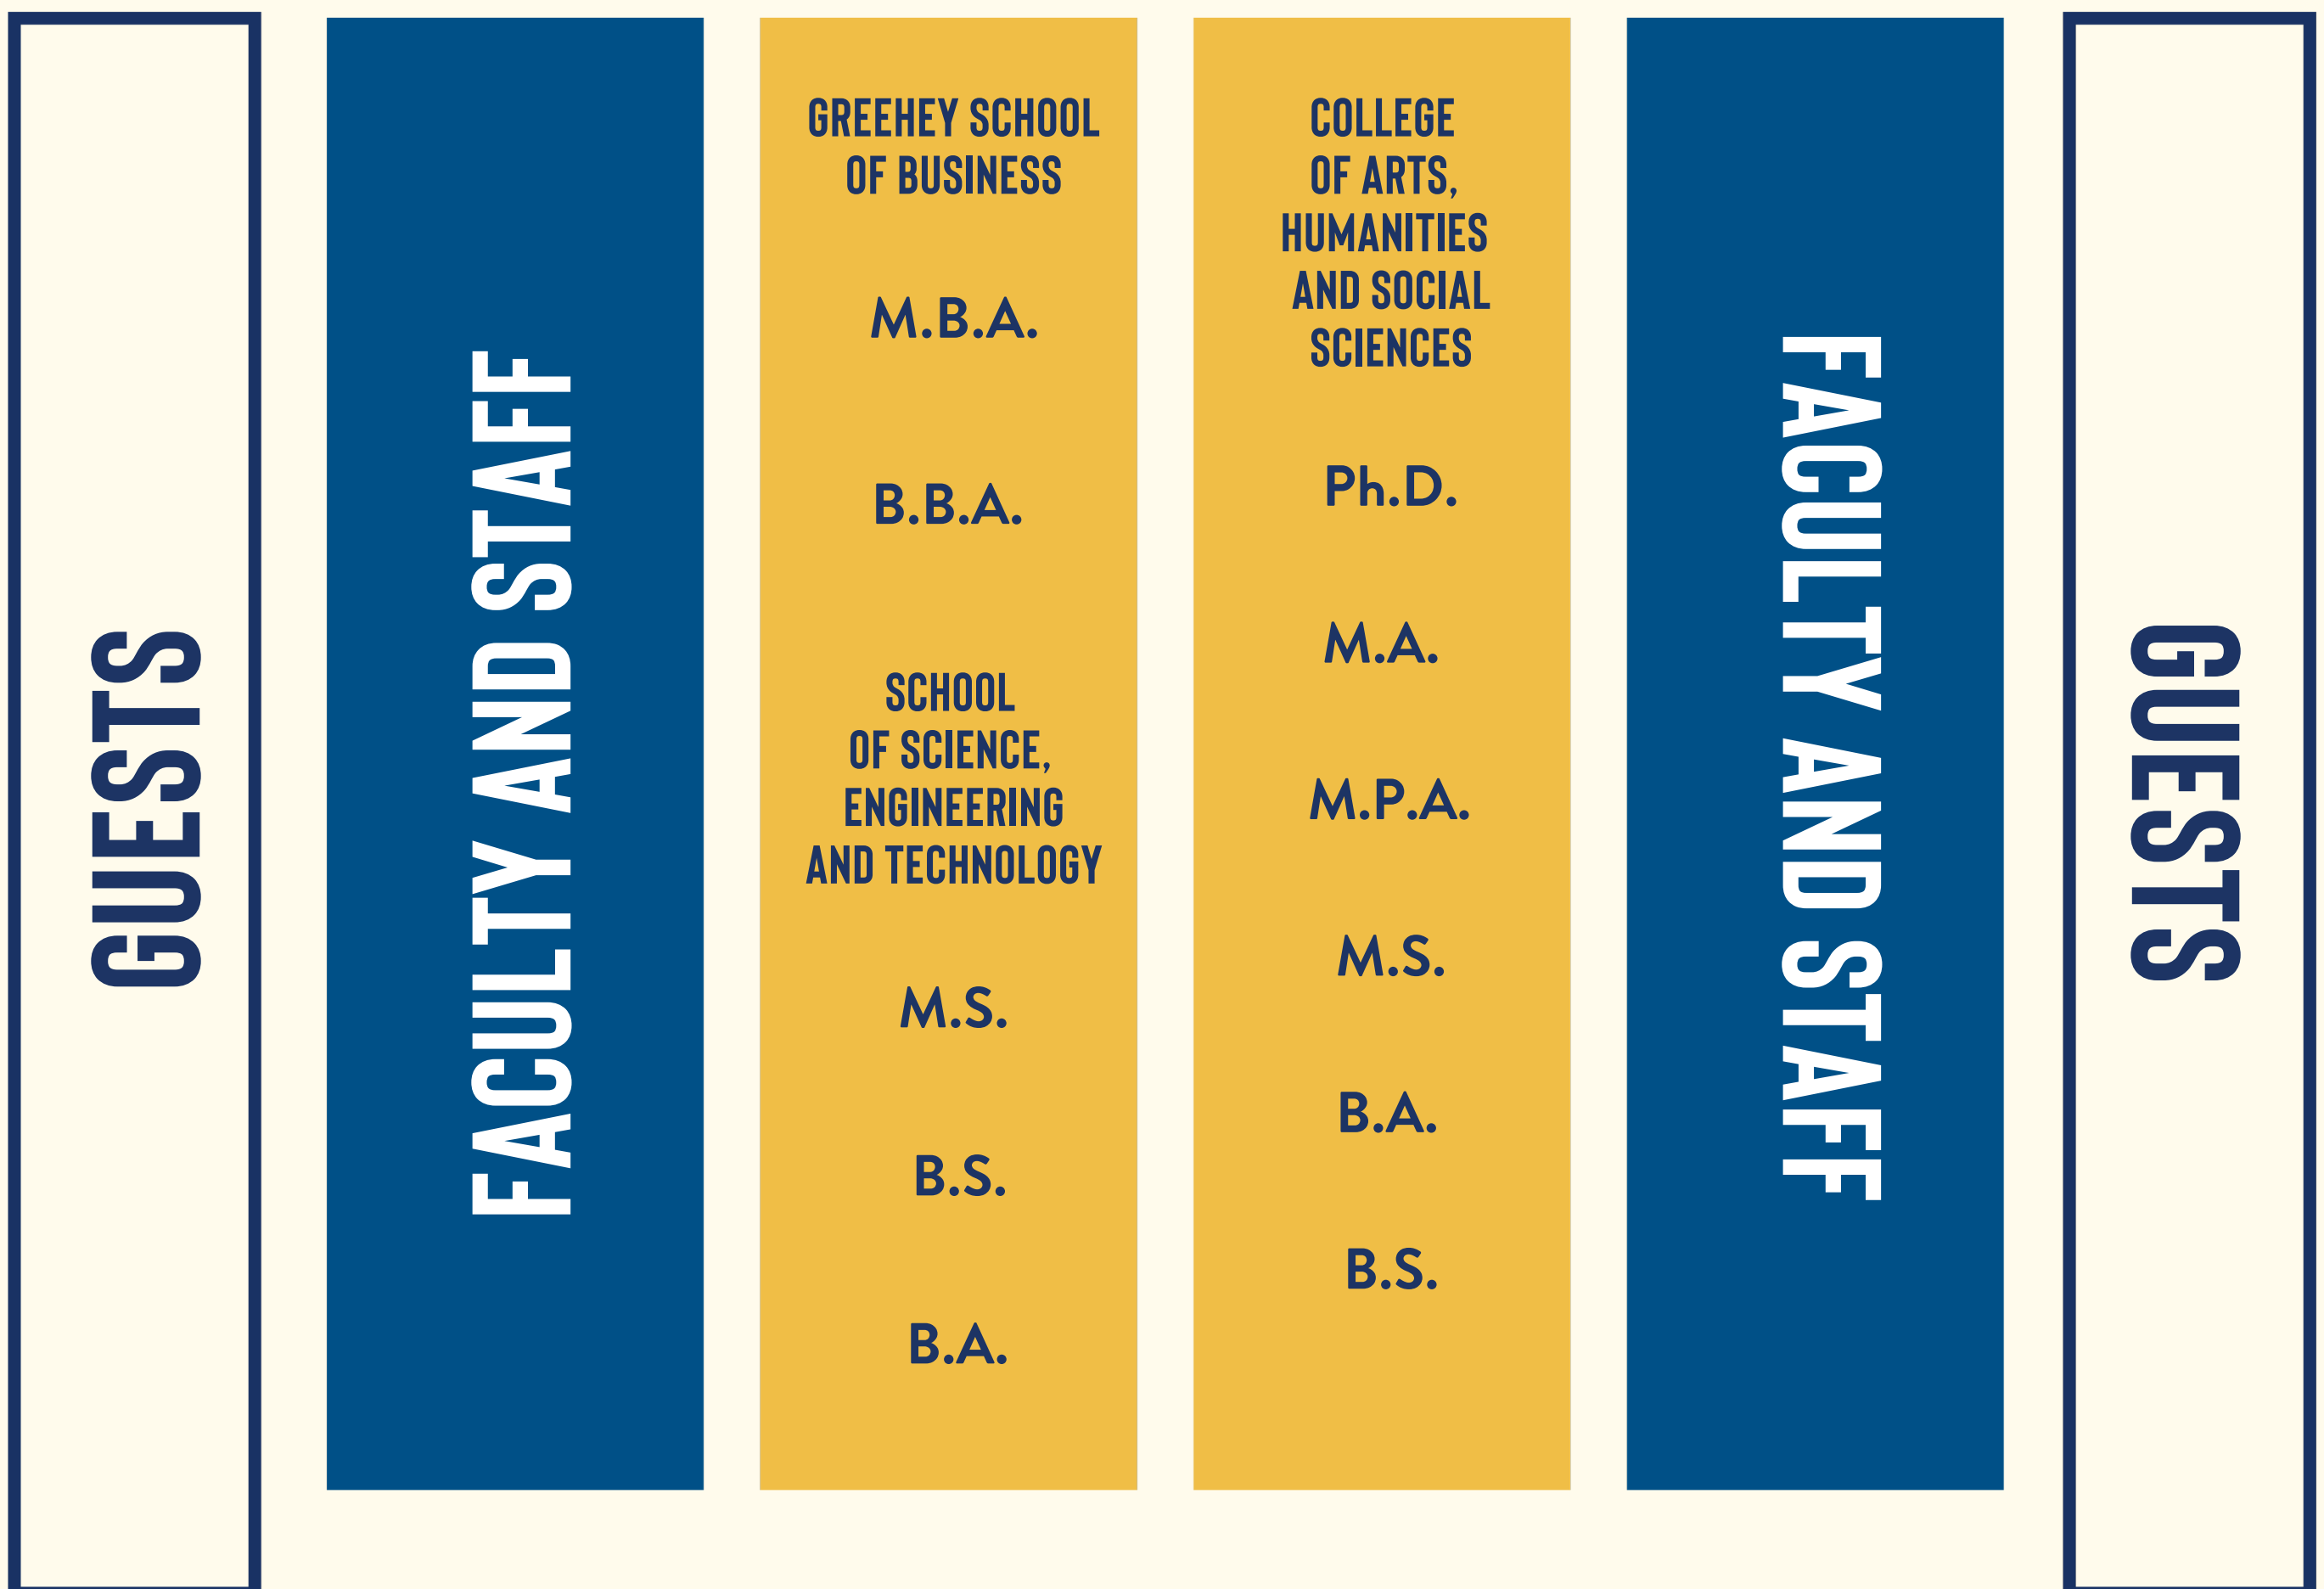 GUESTS
FACULTY AND STAFF
GREEHEY SCHOOL
OF BUSINESS
M.B.A.
B.B.A.
SCHOOL
OF SCIENCE,
ENGINEERING
AND TECHNOLOGY
M.S.
B.S.
B.A.
COLLEGE
OF ARTS,
HUMANITIES
AND SOCIAL
SCIENCES
Ph.D.
M.A.
M.P.A.
M.S.
B.A.
B.S.
FACULTY AND STAFF
GUESTS